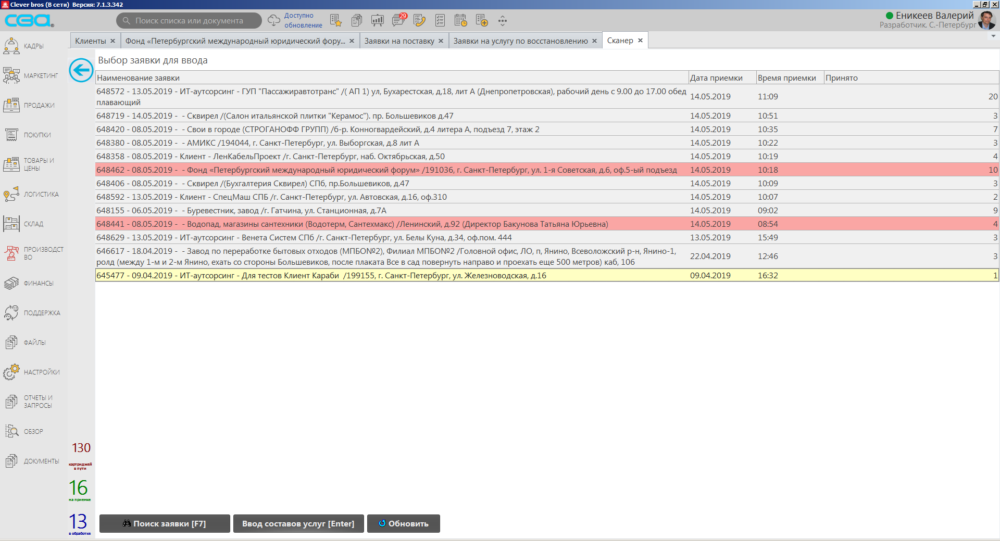 Clever bros (В сети) Версия: 7.1.3.342
сва®
Поиск списка или документа
Доступно
обновление
29
Еникеев Валерий
Разработчик. С.-Петербург
Клиенты
Фонд «Петербургский международный юридический фору...
Заявки на поставку
Заявки на услугу по восстановлению
Сканер
КАДРЫ
МАРКЕТИНГ
ПРОДАЖИ
ПОКУПКИ
ТОВАРЫ И
ЦЕНЫ
ЛОГИСТИКА
СКЛАД
ПРОИЗВОДСТ
ВО
ФИНАНСЫ
ПОДДЕРЖКА
ФАЙЛЫ
НАСТРОЙКИ
ОТЧЕТЫ И
ЗАПРОСЫ
ОБЗОР
ДОКУМЕНТЫ
Выбор заявки для ввода
Наименование заявки Дата приемки Время приемки Принято
648572 - 13.05.2019 - ИТ-аутсорсинг - ГУП "Пассажиравтотранс" /( АП 1) ул, Бухарестская, д,18, лит А (Днепропетровская), рабочий день с 9.00 до 17.00 обед
плавающий 14.05.2019 11:09 20
648719 - 14.05.2019 -  - Сквирел /(Салон итальянской плитки "Керамос"). пр. Большевиков д.47 14.05.2019 10:51 3
648420 - 08.05.2019 -  - Свои в городе (СТРОГАНОФФ ГРУПП) /б-р. Конногвардейский, д.4 литера А, подъезд 7, этаж 2 14.05.2019 10:35 7
648380 - 08.05.2019 -  - АМИКС /194044, г. Санкт-Петербург, ул. Выборгская, д.8 лит А 14.05.2019 10:22 3
648358 - 08.05.2019 - Клиент - ЛенКабельПроект /г. Санкт-Петербург, наб. Октябрьская, д.50 14.05.2019 10:19 4
648462 - 08.05.2019 -  - Фонд «Петербургский международный юридический форум» /191036, г. Санкт-Петербург, ул. 1-я Советская, д.6, оф.5-ый подъезд 14.05.2019 10:18 10
648406 - 08.05.2019 -  - Сквирел /(Бухгалтерия Сквирел) СПб, пр.Большевиков, д.47 14.05.2019 10:09 3
648592 - 13.05.2019 - Клиент - СпецМаш СПБ /г. Санкт-Петербург, ул. Автовская, д.16, оф.310 14.05.2019 10:07 2
648155 - 06.05.2019 -  - Буревестник, завод /г. Гатчина, ул. Станционная, д.7А 14.05.2019 09:02 9
648441 - 08.05.2019 -  - Водопад, магазины сантехники (Водотерм, Сантехмакс) /Ленинский, д.92 (Директор Бакунова Татьяна Юрьевна) 14.05.2019 08:54 4
648629 - 13.05.2019 - ИТ-аутсорсинг - Венета Систем СПб /г. Санкт-Петербург, ул. Белы Куна, д.34, оф.пом. 444 13.05.2019 15:49 3
646617 - 18.04.2019 -  - Завод по переработке бытовых отходов (МПБО№2), Филиал МПБО№2 /Головной офис, ЛО, п, Янино, Всеволожский р-н, Янино-1,
ролд (между 1-м и 2-м Янино, ехать со стороны Большевиков, после плаката Все в сад повернуть направо и проехать еще 500 метров) каб, 106 22.04.2019 12:46 3
645477 - 09.04.2019 - ИТ-аутсорсинг - Для тестов Клиент Караби  /199155, г. Санкт-Петербург, ул. Железноводская, д.16 09.04.2019 16:32 1
130
картриджей
в пути
16
на приемке
13
в обработке
Поиск заявки [F7]
Ввод составов услуг [Enter]
Обновить